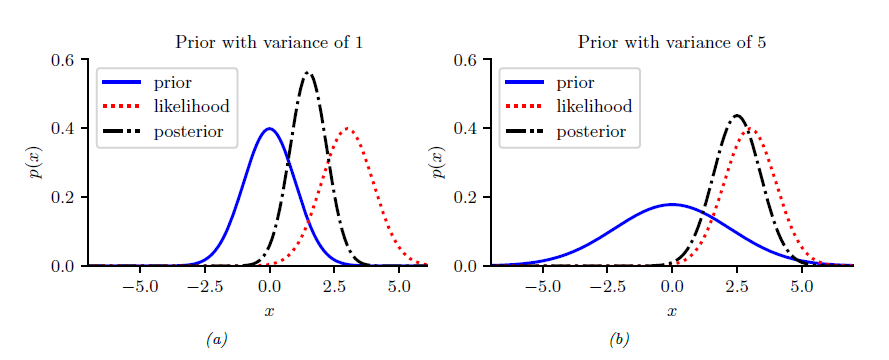 Prior with variance of 1
0.6
0.4
0.2
0.0
p(x)
prior
likelihood
posterior
−5.0 −2.5 0.0 2.5 5.0
x
(a)
Prior with variance of 5
0.6
0.4
0.2
0.0
p(x)
prior
likelihood
posterior
−5.0 −2.5 0.0 2.5 5.0
x
(b)